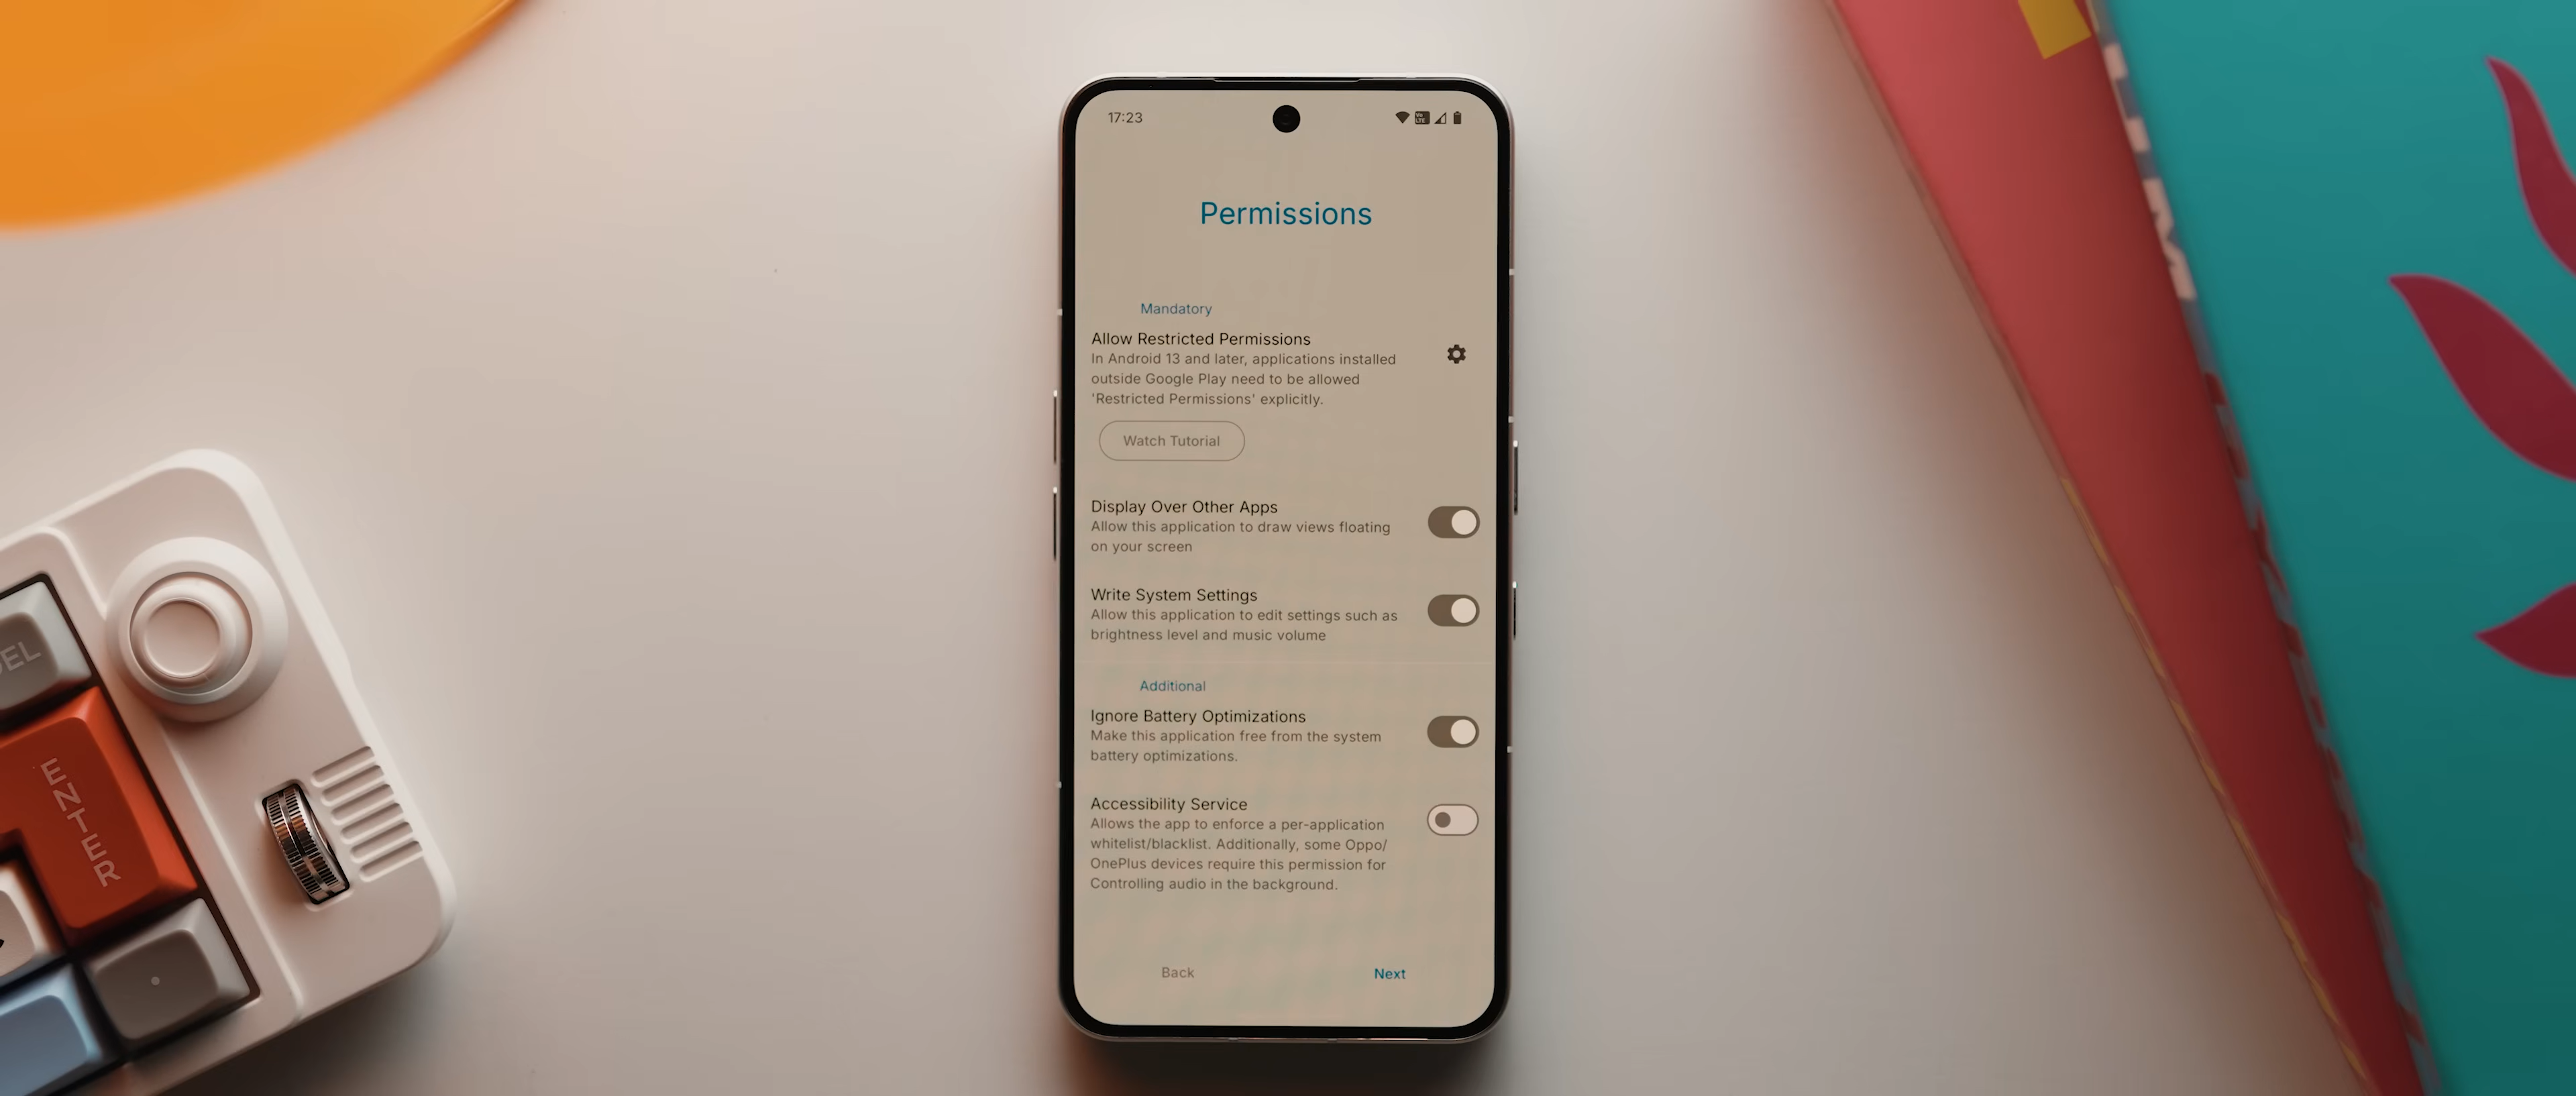 17:23
Vo LTE
Permissions
Mandatory
Allow Restricted Permissions
In Android 13 and later, applications installed
outside Google Play need to be allowed
'Restricted Permissions' explicitly.
Watch Tutorial
Display Over Other Apps
Allow this application to draw views floating
on your screen
Write System Settings
Allow this application to edit settings such as
brightness level and music volume
Additional
Ignore Battery Optimizations
Make this application free from the system
battery optimizations.
Accessibility Service
Allows the app to enforce a per-application
whitelist/blacklist. Additionally, some Oppo/
OnePlus devices require this permission for
Controlling audio in the background.
Back
Next
ENTER